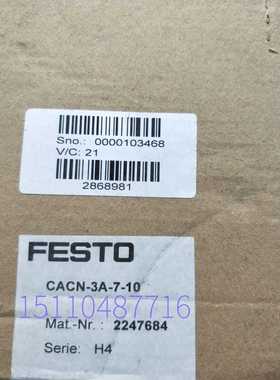 Sno.: 0000103468
V/C: 21
2868981
FESTO
CACN-3A-7-10
15110487716
Mat.-Nr.: 2247684
Serie: H4